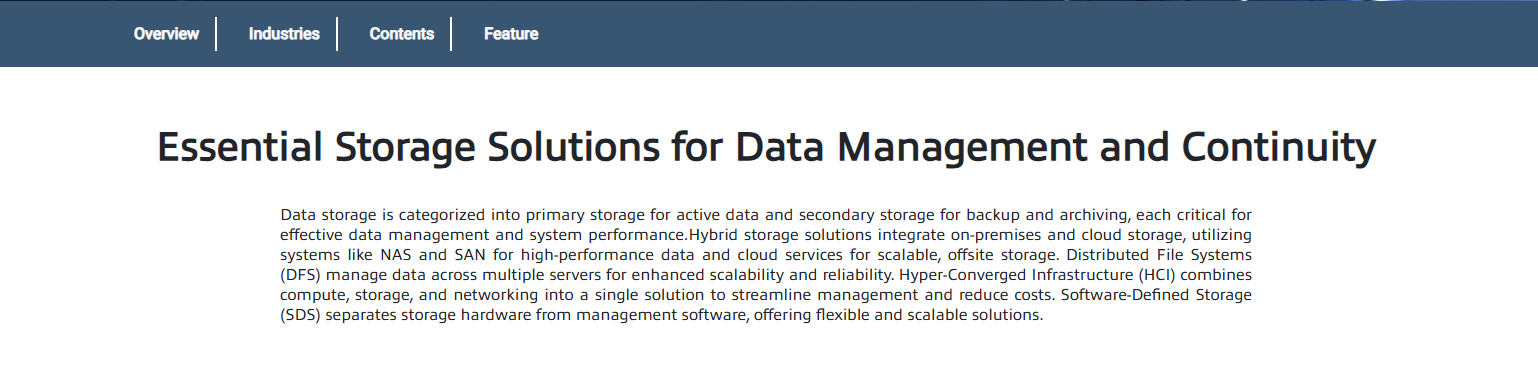 Overview Industries Contents Feature
Essential Storage Solutions for Data Management and Continuity
Data storage is categorized into primary storage for active data and secondary storage for backup and archiving, each critical for
effective data management and system performance.Hybrid storage solutions integrate on-premises and cloud storage, utilizing
systems like NAS and SAN for high-performance data and cloud services for scalable, offsite storage. Distributed File Systems
(DFS) manage data across multiple servers for enhanced scalability and reliability. Hyper-Converged Infrastructure (HCI) combines
compute, storage, and networking into a single solution to streamline management and reduce costs. Software-Defined Storage
(SDS) separates storage hardware from management software, offering flexible and scalable solutions.